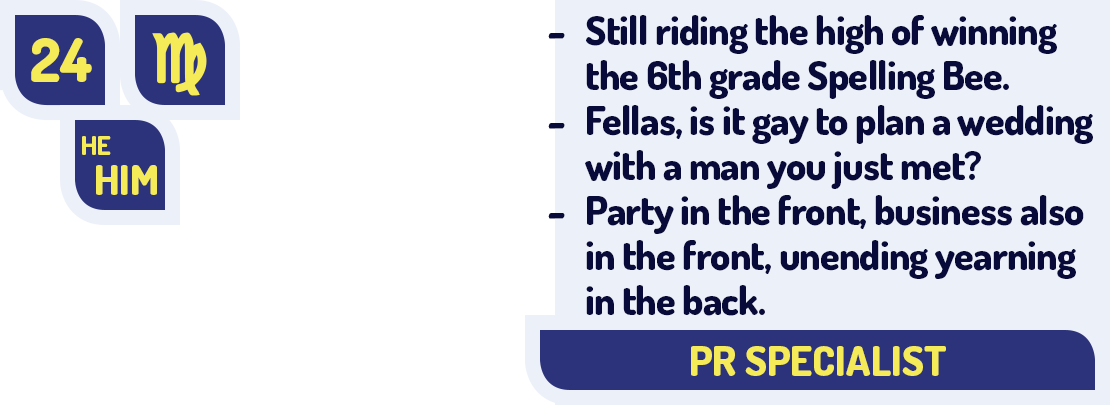 24 ♍
HE
HIM
- Still riding the high of winning
the 6th grade Spelling Bee.
- Fellas, is it gay to plan a wedding
with a man you just met?
- Party in the front, business also
in the front, unending yearning
in the back.
PR SPECIALIST